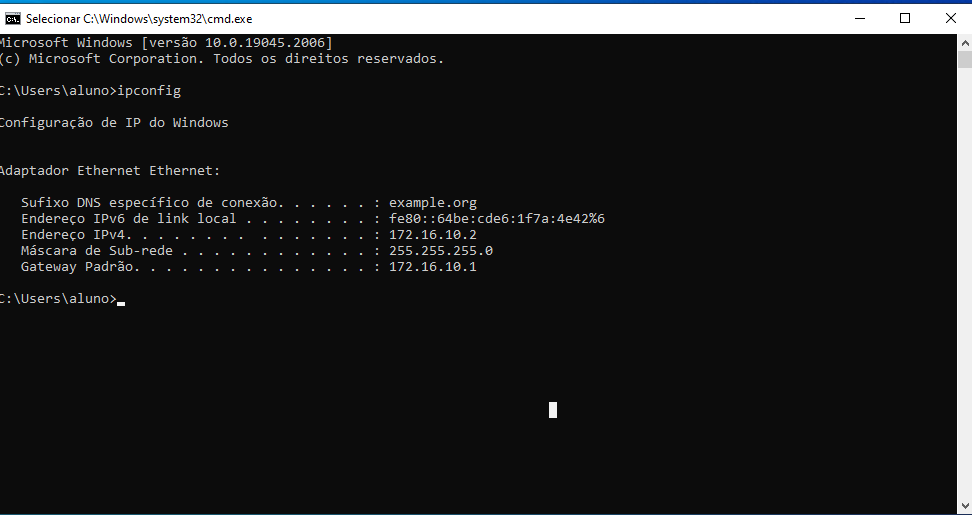 Selecionar C:\Windows\system32\cmd.exe
Microsoft Windows [versão 10.0.19045.2006]
(c) Microsoft Corporation. Todos os direitos reservados.
C:\Users\aluno>ipconfig
Configuração de IP do Windows
Adaptador Ethernet Ethernet:
Sufixo DNS específico de conexão. . . . . . : example.org
Endereço IPv6 de link local . . . . . . . . : fe80::64be:cde6:1f7a:4e42%6
Endereço IPv4. . . . . . . .  . . . . . . . : 172.16.10.2
Máscara de Sub-rede . . . . . . . . . . . . : 255.255.255.0
Gateway Padrão. . . . . . . . . . . . . . . : 172.16.10.1
C:\Users\aluno>